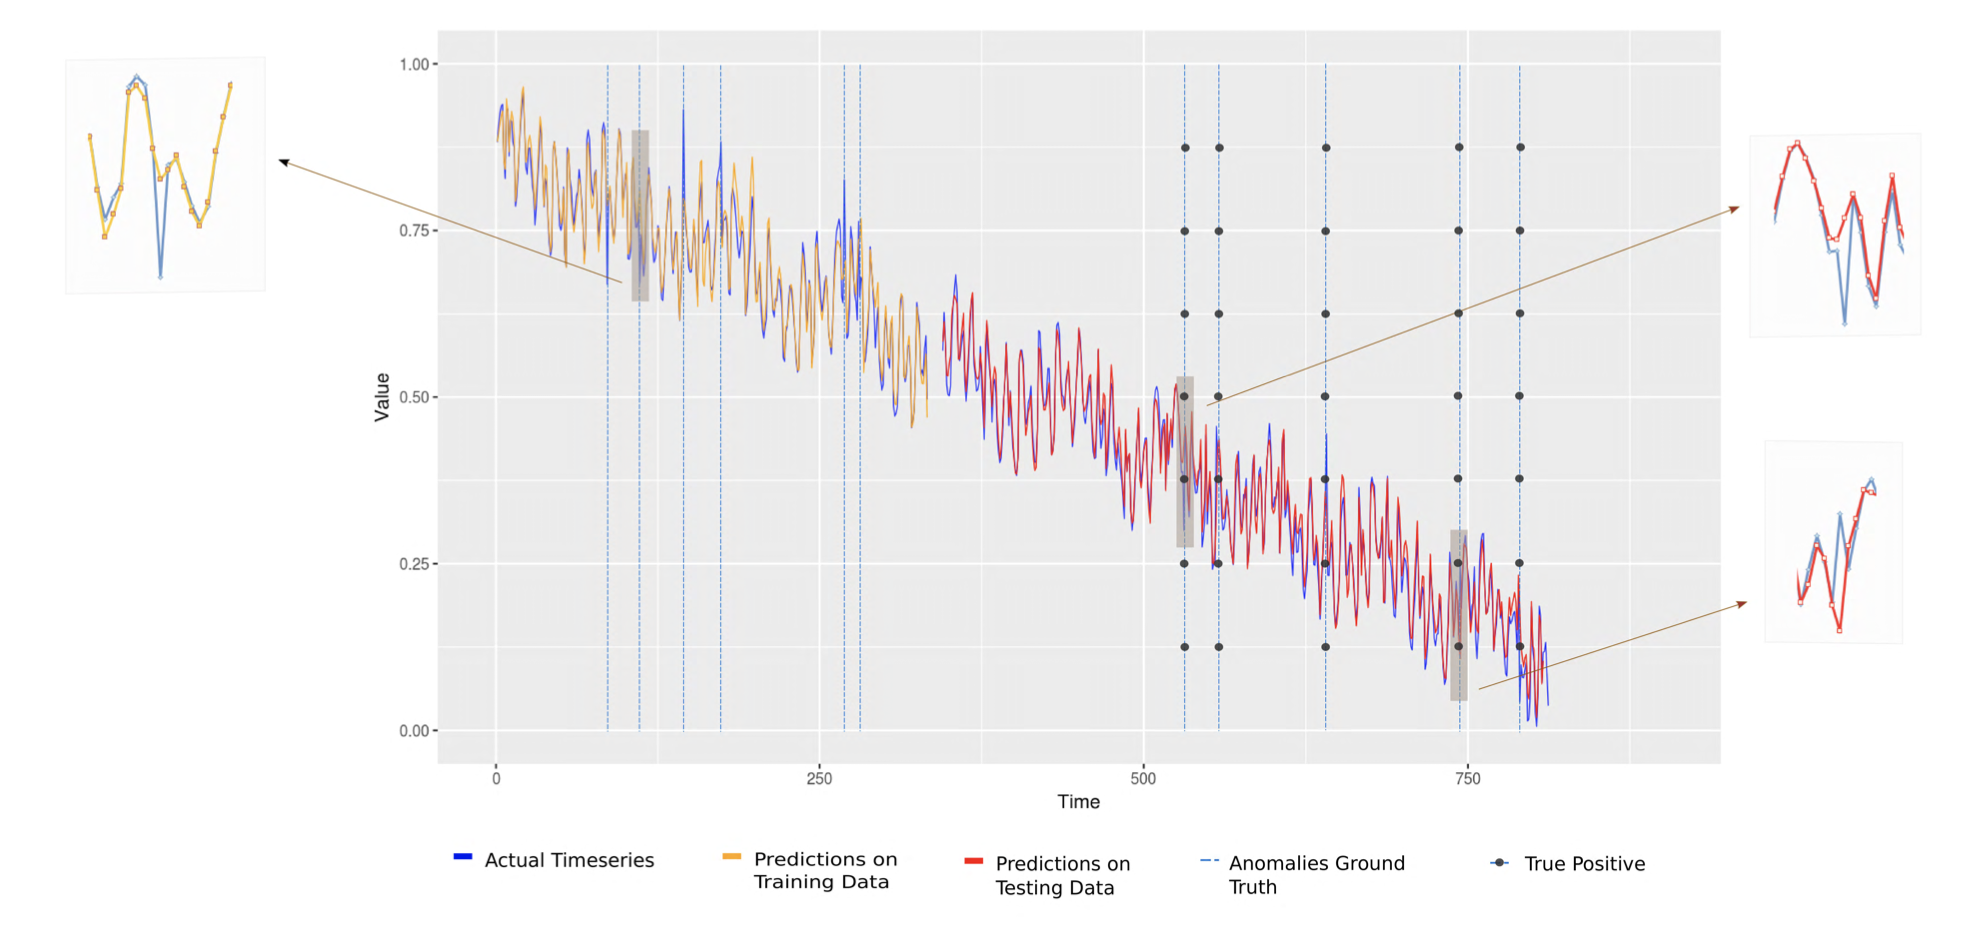 1.00
0.75
0.50
0.25
0.00
Value
0
250
500
750
Time
Actual Timeseries
Predictions on
Training Data
Predictions on
Testing Data
Anomalies Ground
Truth
True Positive